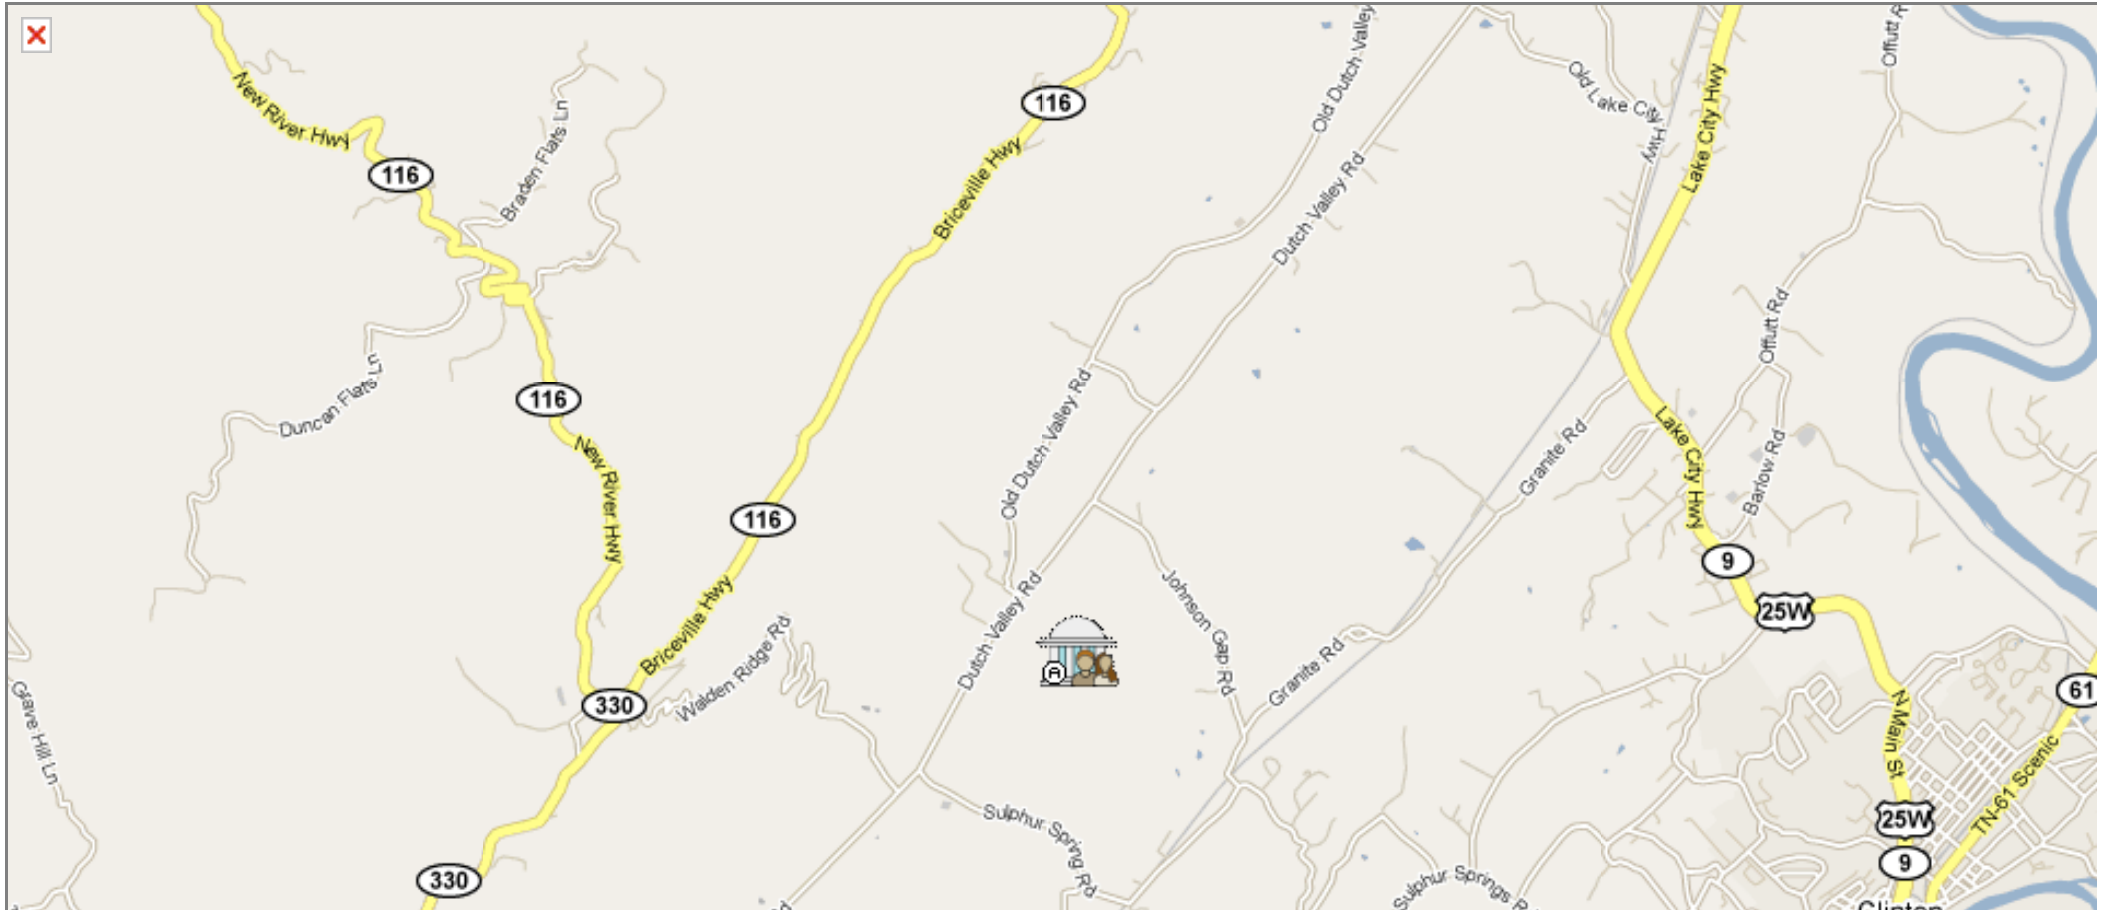 Offutt R
New River Hwy
Braden Flats Ln
116
Old Dutch Valley
Old Lake City Hwy
Lake City Hwy
116
Briceville Hwy
Dutch Valley Rd
Duncan Flats Ln
116
Offutt Rd
New River Hwy
Old Dutch Valley Rd
Granite Rd
Lake City Hwy
Barlow Rd
116
9
25W
Briceville Hwy
Walden Ridge Rd
Dutch Valley Rd
A
Johnson Gap Rd
Granite Rd
330
61
Glave Hill Ln
N Main St
TN-61 Scenic
Sulphur Spring Rd
25W
9
330
Sulphur Springs R
Clinton